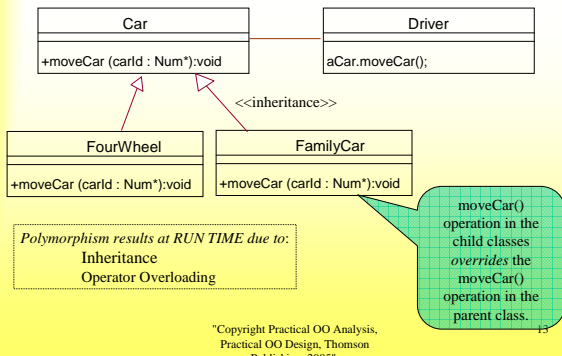 Car
Driver
+moveCar (carId : Num*):void
aCar.moveCar();
<<inheritance>>
FourWheel
FamilyCar
+moveCar (carId : Num*):void
+moveCar (carId : Num*):void
moveCar()
operation in the
child classes
overrides the
moveCar()
operation in the
parent class.
Polymorphism results at RUN TIME due to:
Inheritance
Operator Overloading
"Copyright Practical OO Analysis,
Practical OO Design, Thomson
Publishing 2005"
13